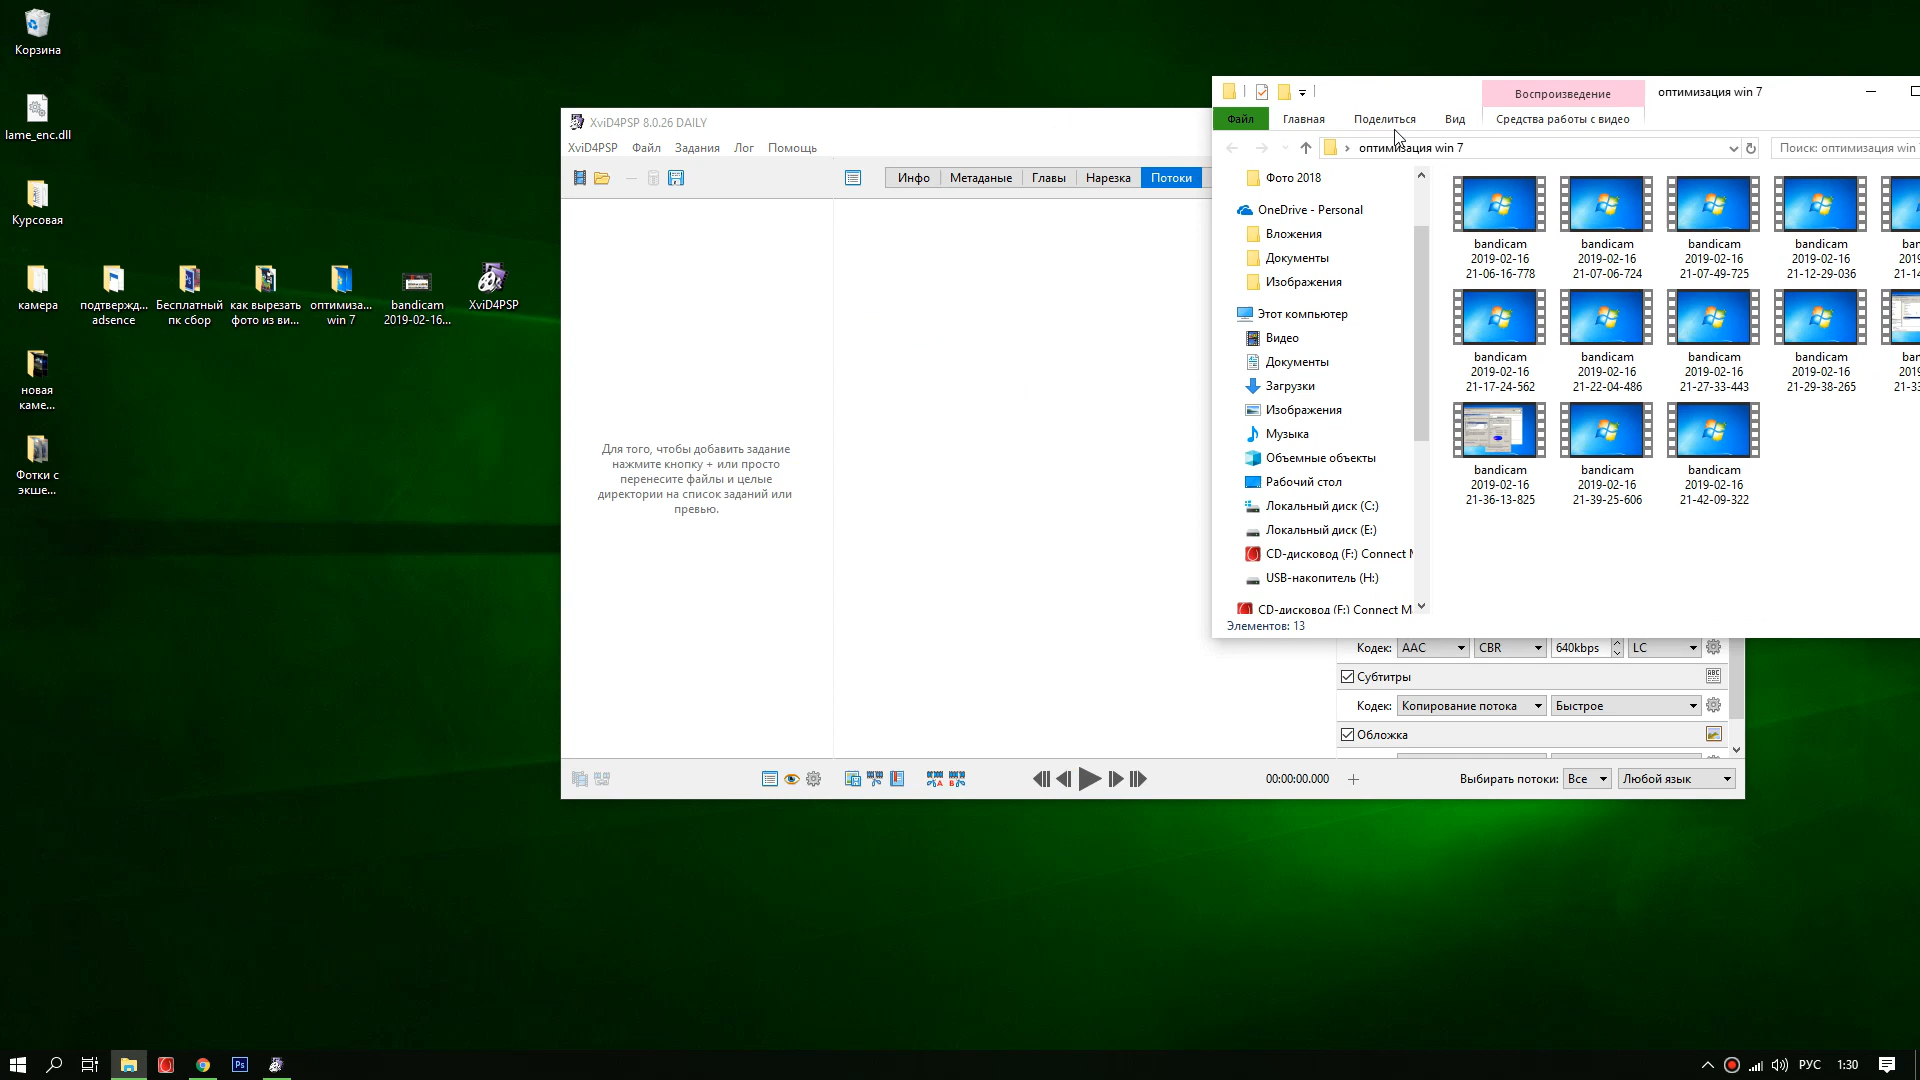 Корзина
lame_enc.dll
Курсовая
камера
подтвержд...
adsence
Бесплатный
пк сбор
как вырезать
фото из ви...
оптимиза...
win 7
bandicam
2019-02-16...
XviD4PSP
новая
каме...
Фотки с
экше...
XviD4PSP 8.0.26 DAILY
XviD4PSP Файл Задания Лог Помощь
Инфо Метаданые Главы Нарезка Потоки
Для того, чтобы добавить задание
нажмите кнопку + или просто
перенесите файлы и целые
директории на список заданий или
превью.
Воспроизведение
оптимизация win 7
Файл Главная Поделиться Вид Средства работы с видео
оптимизация win 7
Поиск: оптимизация win
Фото 2018
OneDrive - Personal
Вложения
Документы
Изображения
Этот компьютер
Видео
Документы
Загрузки
Изображения
Музыка
Объемные объекты
Рабочий стол
Локальный диск (C:)
Локальный диск (E:)
CD-дисковод (F:) Connect
USB-накопитель (H:)
CD-дисковод (F:) Connect M
Элементов: 13
bandicam
2019-02-16
21-06-16-778
bandicam
2019-02-16
21-07-06-724
bandicam
2019-02-16
21-07-49-725
bandicam
2019-02-16
21-12-29-036
bandicam
2019-02-16
21-17-24-562
bandicam
2019-02-16
21-22-04-486
bandicam
2019-02-16
21-27-33-443
bandicam
2019-02-16
21-29-38-265
bandicam
2019-02-16
21-36-13-825
bandicam
2019-02-16
21-39-25-606
bandicam
2019-02-16
21-42-09-322
Кодек: AAC CBR 640kbps LC
Субтитры
ABC
Кодек: Копирование потока Быстрое
Обложка
00:00:00.000
Выбирать потоки: Все Любой язык
Ps
РУС 1:30